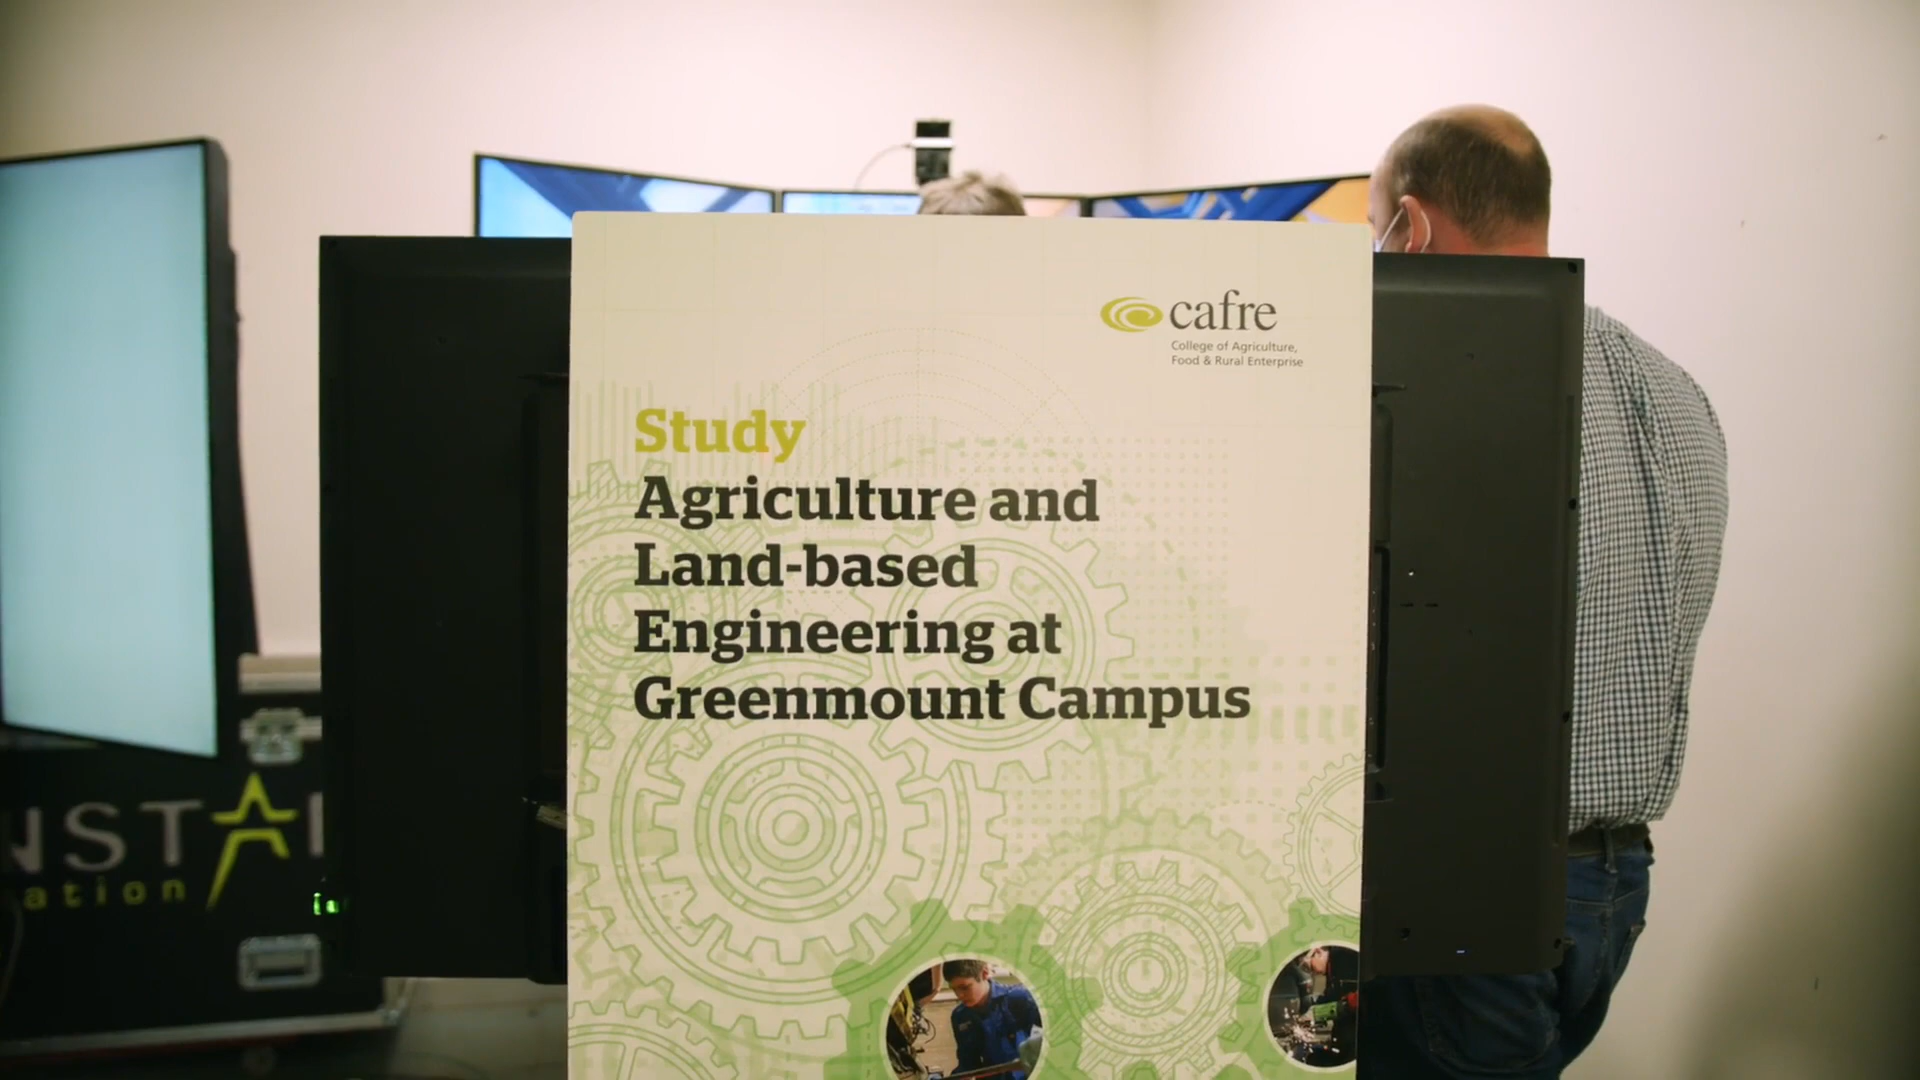 cafre
College of Agriculture,
Food & Rural Enterprise
Study
Agriculture and
Land-based
Engineering at
Greenmount Campus